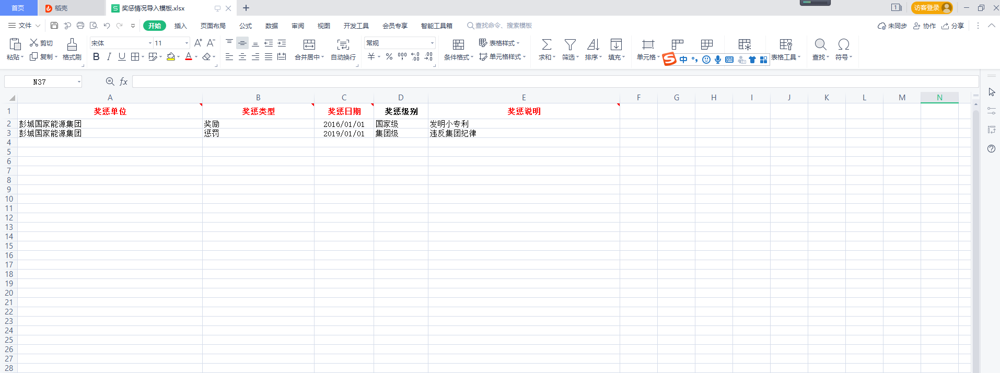 首页 稻壳 奖惩情况导入模板.xlsx
文件 开始 插入 页面布局 公式 数据 审阅 视图 开发工具 会员专享 智能工具箱 查找命令、搜索模板 未同步 协作 分享
1 访客登录
剪切 宋体 11 常规 表格样式
粘贴 复制 格式刷 合并居中 自动换行 条件格式 单元格样式 求和 筛选 排序 填充 单元格 中 表格工具 查找 符号
N37 fx
A B C D E F G H I J K L M N
1 奖惩单位 奖惩类型 奖惩日期 奖惩级别 奖惩说明
2 彭城国家能源集团 奖励 2016/01/01 国家级 发明小专利
3 彭城国家能源集团 惩罚 2019/01/01 集团级 违反集团纪律
4
5
6
7
8
9
10
11
12
13
14
15
16
17
18
19
20
21
22
23
24
25
26
27
28